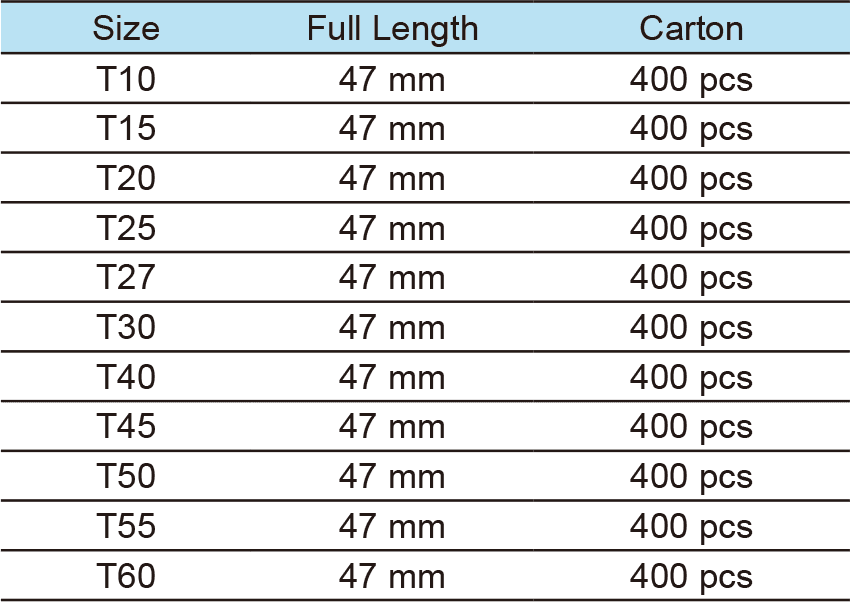 Size Full Length Carton
T10 47 mm 400 pcs
T15 47 mm 400 pcs
T20 47 mm 400 pcs
T25 47 mm 400 pcs
T27 47 mm 400 pcs
T30 47 mm 400 pcs
T40 47 mm 400 pcs
T45 47 mm 400 pcs
T50 47 mm 400 pcs
T55 47 mm 400 pcs
T60 47 mm 400 pcs